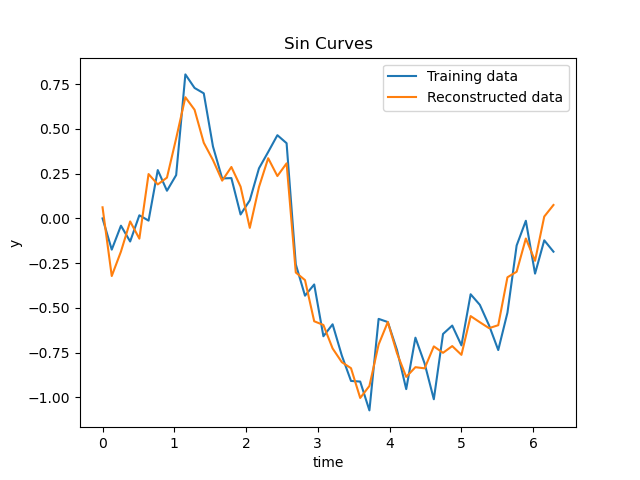 Sin Curves
Training data
Reconstructed data
0.75
0.50
0.25
0.00
−0.25
−0.50
−0.75
−1.00
y
0 1 2 3 4 5 6
time